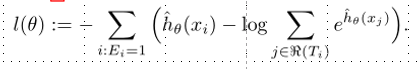 l(θ) := − ∑_{i:E_i=1} ( ĥ_θ(x_i) − log ∑_{j∈ℜ(T_i)} e^{ĥ_θ(x_j)} ).